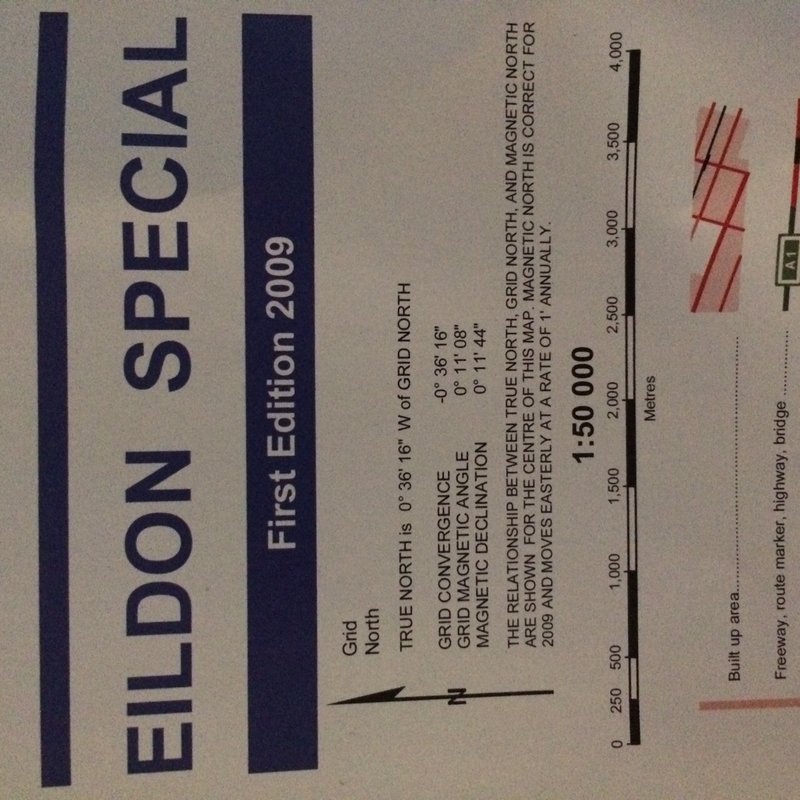 EILDON SPECIAL
First Edition 2009
Grid
North
TRUE NORTH is 0° 36' 16" W of GRID NORTH
GRID CONVERGENCE -0° 36' 16"
GRID MAGNETIC ANGLE 0° 11' 08"
MAGNETIC DECLINATION 0° 11' 44"
N
THE RELATIONSHIP BETWEEN TRUE NORTH, GRID NORTH, AND MAGNETIC NORTH
ARE SHOWN FOR THE CENTRE OF THIS MAP. MAGNETIC NORTH IS CORRECT FOR
2009 AND MOVES EASTERLY AT A RATE OF 1' ANNUALLY.
1:50 000
0 250 500 1,000 1,500 2,000 2,500 3,000 3,500 4,000
Metres
Built up area
Freeway, route marker, highway, bridge
A1